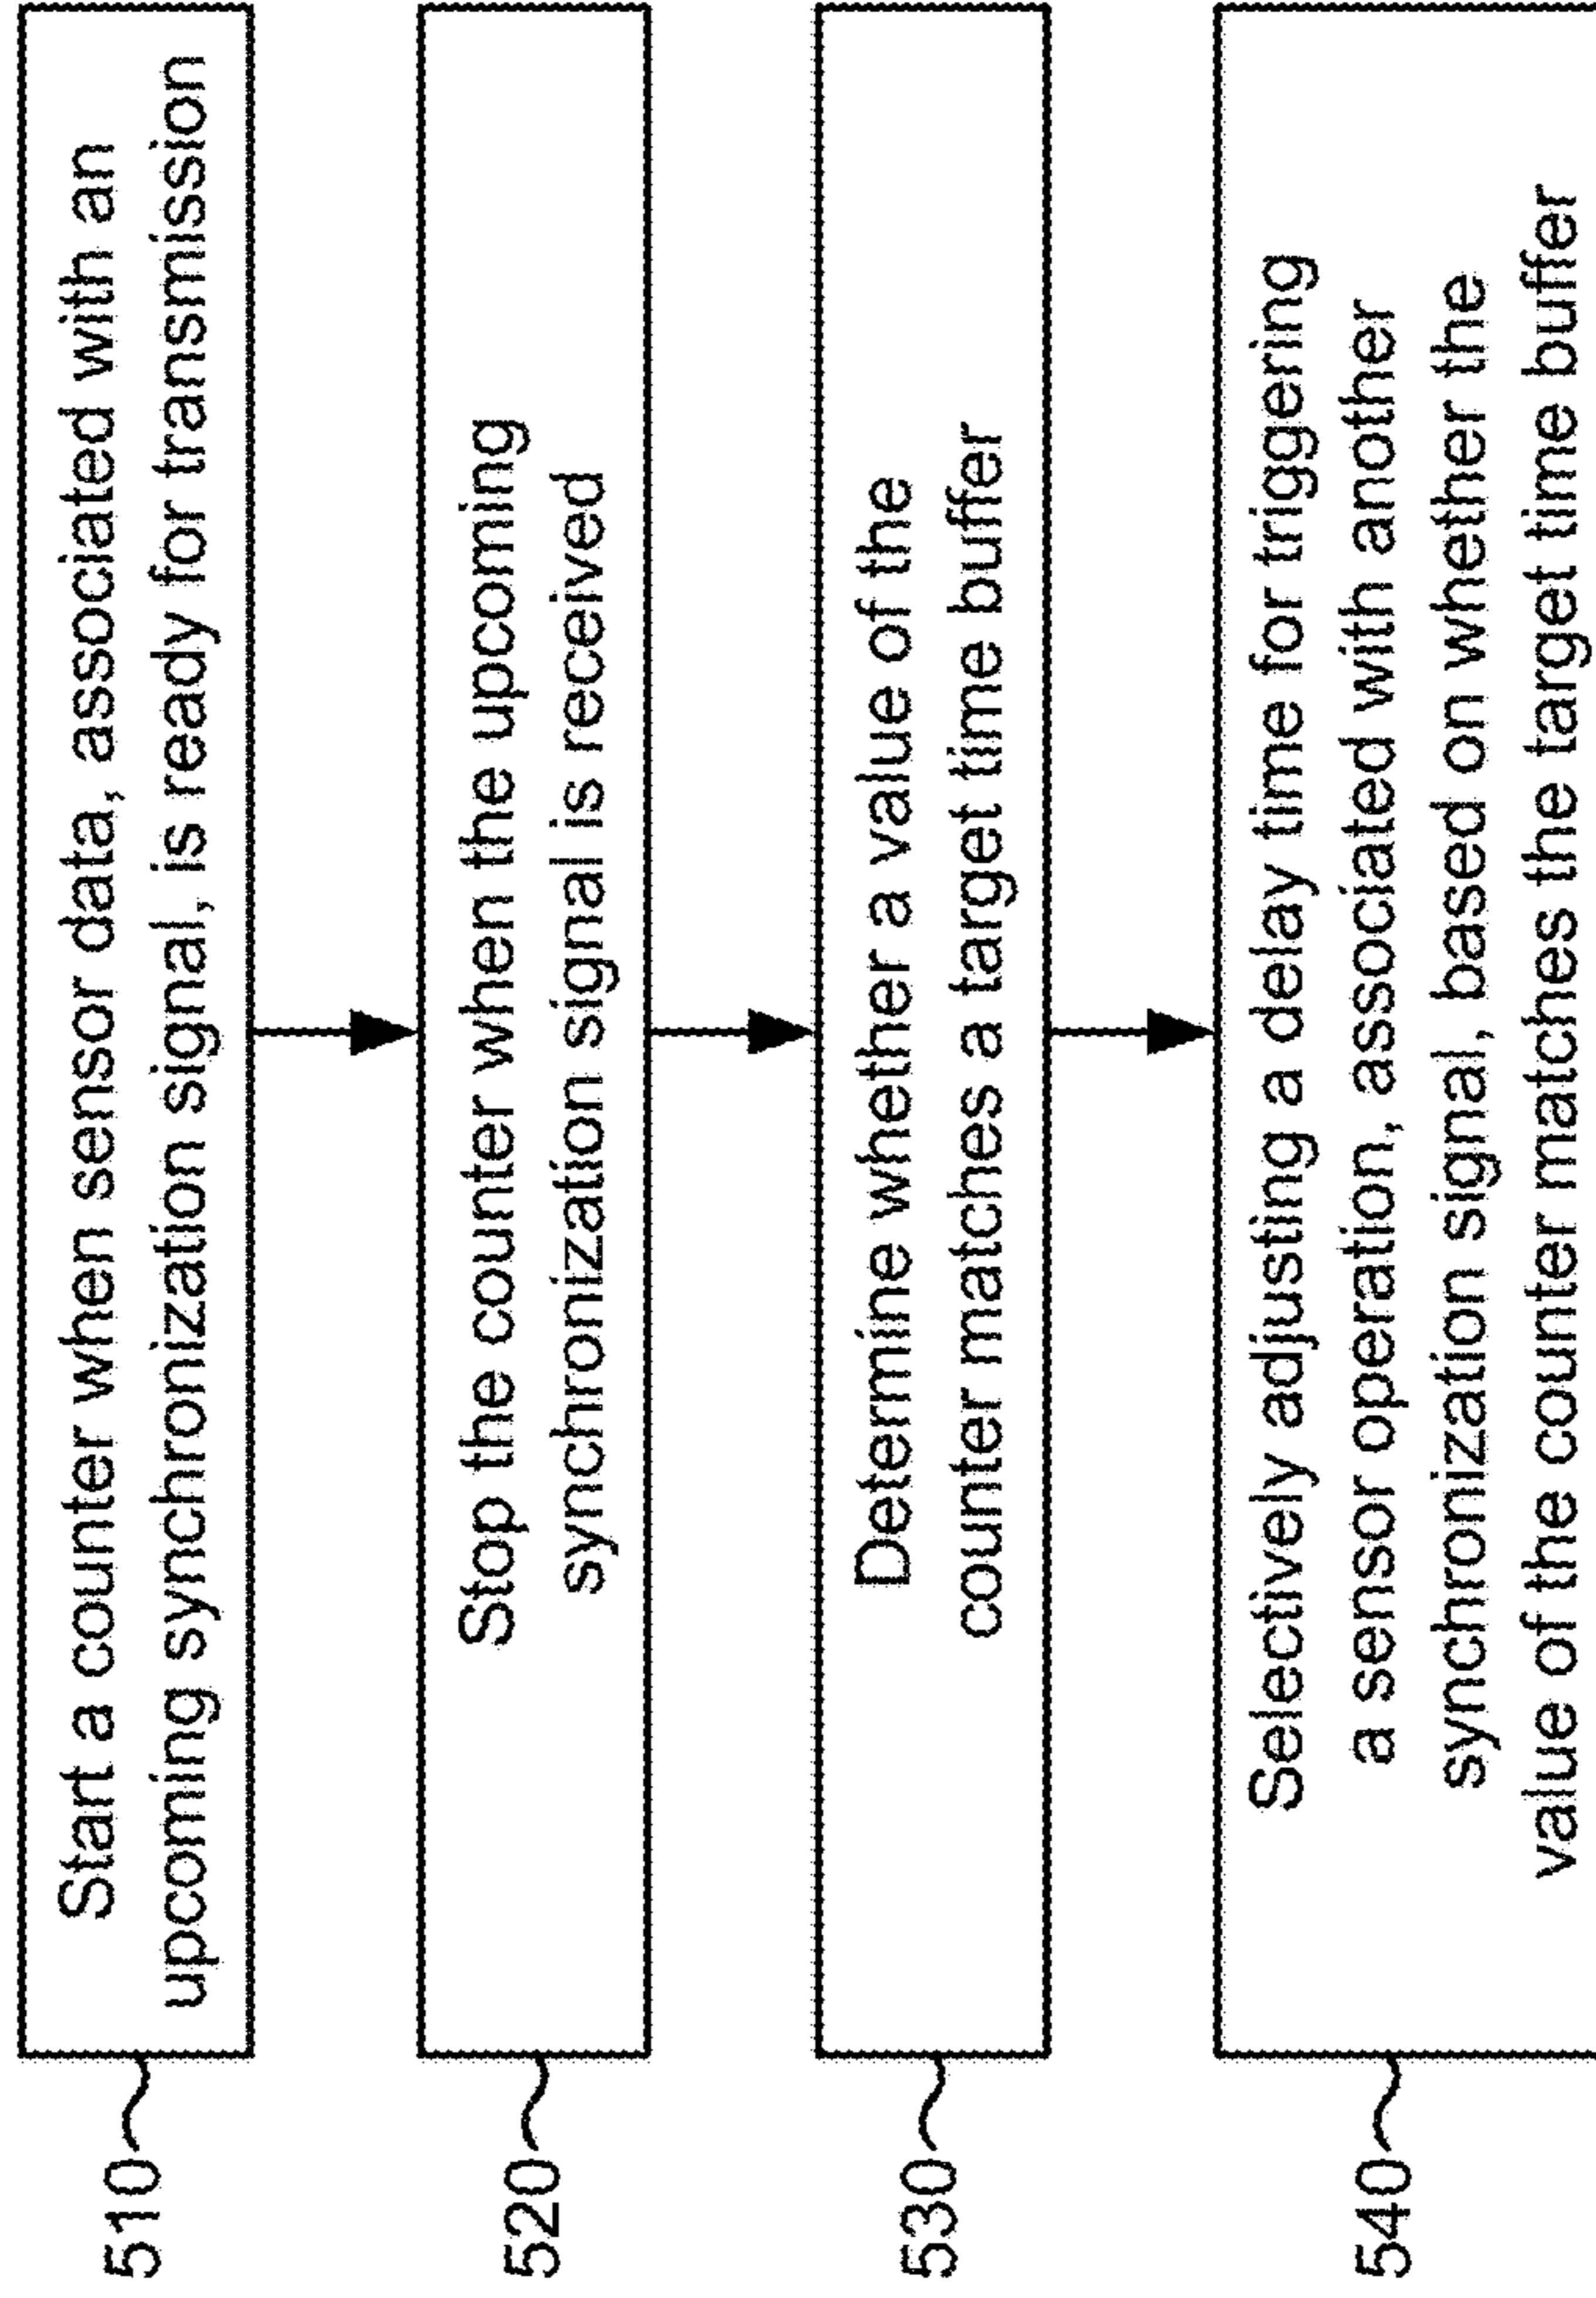 510
Start a counter when sensor data, associated with an
upcoming synchronization signal, is ready for transmission
520
Stop the counter when the upcoming
synchronization signal is received
530
Determine whether a value of the
counter matches a target time buffer
540
Selectively adjusting a delay time for triggering
a sensor operation, associated with another
synchronization signal, based on whether the
value of the counter matches the target time buffer